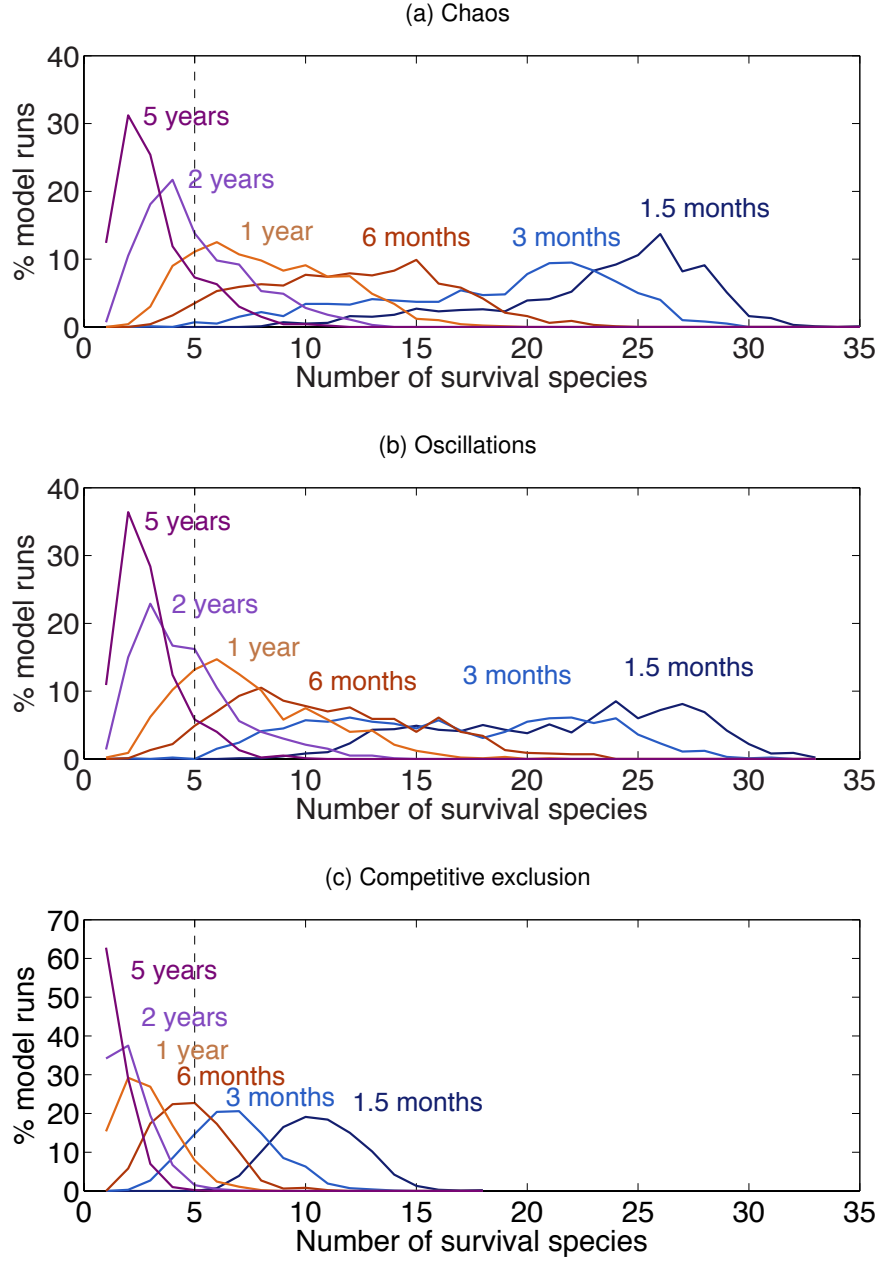 (a) Chaos
40
30
20
10
0
% model runs
5 years
2 years
1 year
6 months
3 months
1.5 months
0 5 10 15 20 25 30 35
Number of survival species
(b) Oscillations
40
30
20
10
0
% model runs
5 years
2 years
1 year
6 months
3 months
1.5 months
0 5 10 15 20 25 30 35
Number of survival species
(c) Competitive exclusion
70
60
50
40
30
20
10
0
% model runs
5 years
2 years
1 year
6 months
3 months
1.5 months
0 5 10 15 20 25 30 35
Number of survival species